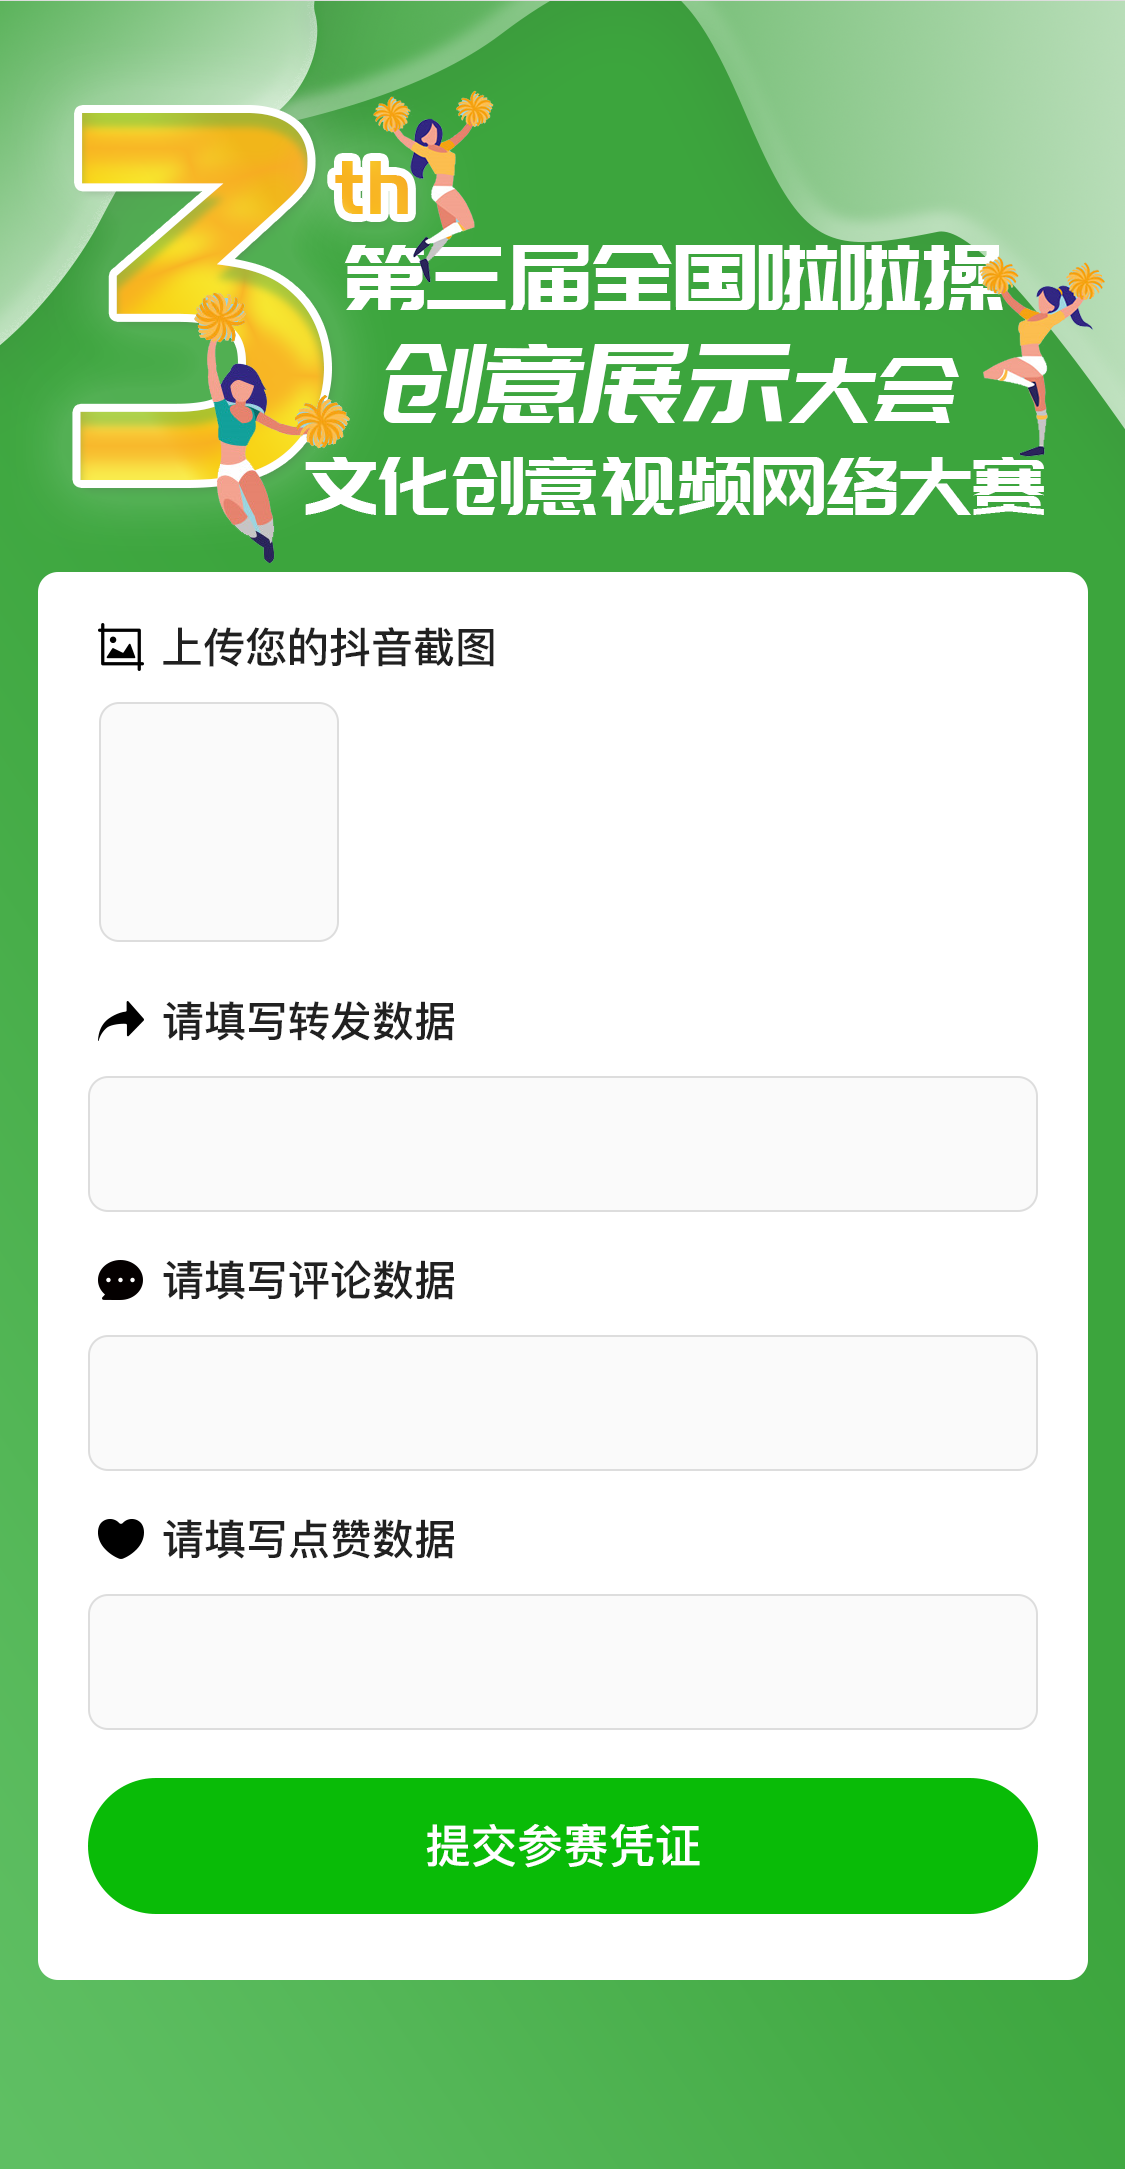 3th
第三届全国啦啦操
创意展示大会
文化创意视频网络大赛
上传您的抖音截图
请填写转发数据
请填写评论数据
请填写点赞数据
提交参赛凭证